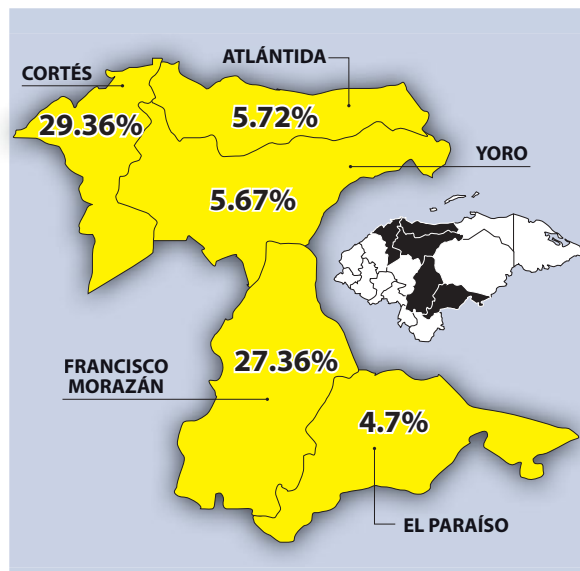 ATLÁNTIDA
CORTÉS
29.36%
5.72%
YORO
5.67%
27.36%
FRANCISCO
MORAZÁN
4.7%
EL PARAÍSO